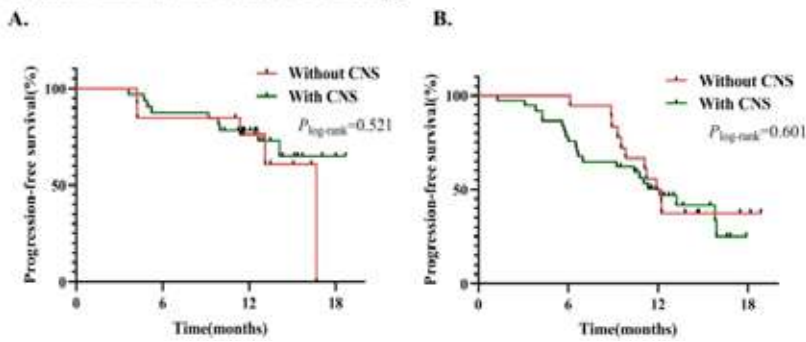 A.
Progression-free survival(%)
100
50
0
0 6 12 18
Time(months)
Without CNS
With CNS
Plog-rank=0.521
B.
Progression-free survival(%)
100
50
0
0 6 12 18
Time(months)
Without CNS
With CNS
Plog-rank=0.601